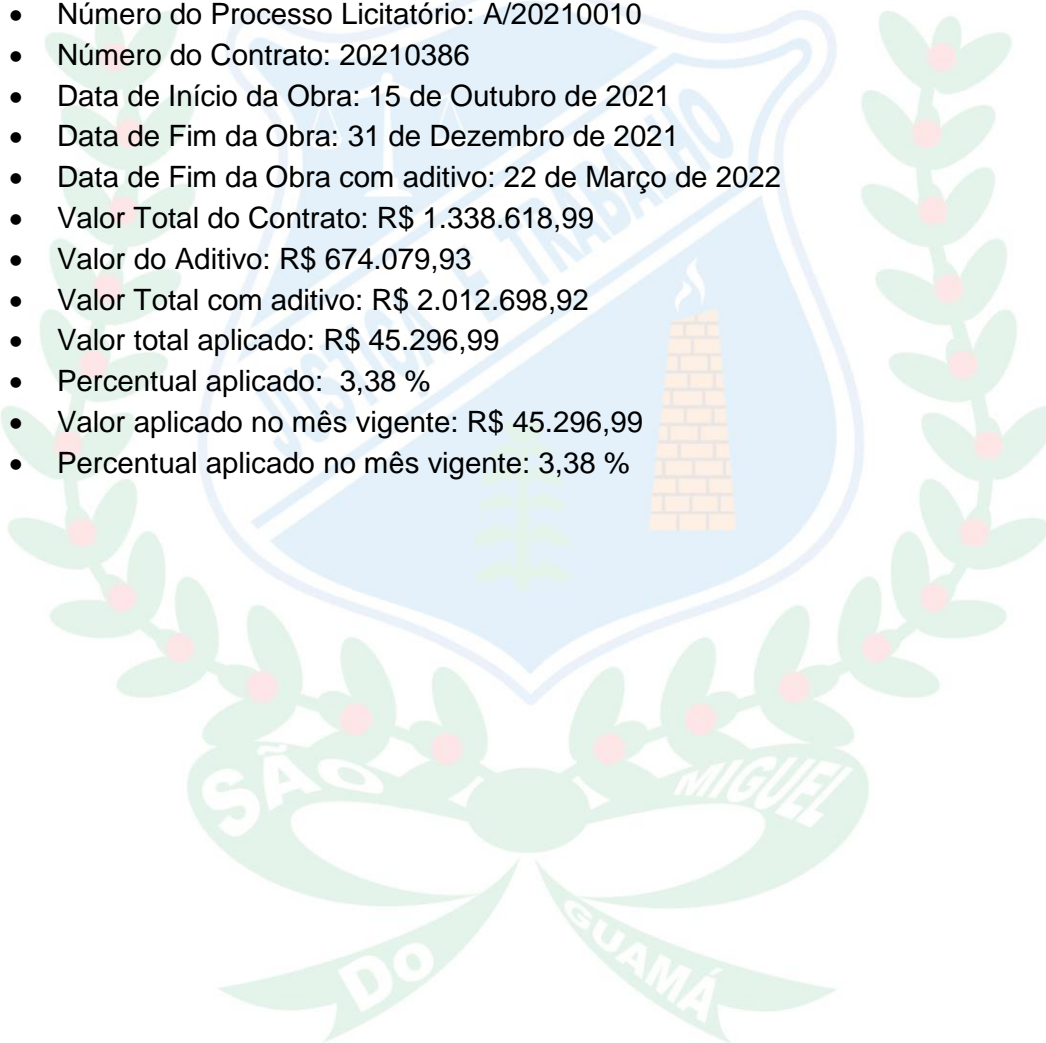 • Número do Processo Licitatório: A/20210010
• Número do Contrato: 20210386
• Data de Início da Obra: 15 de Outubro de 2021
• Data de Fim da Obra: 31 de Dezembro de 2021
• Data de Fim da Obra com aditivo: 22 de Março de 2022
• Valor Total do Contrato: R$ 1.338.618,99
• Valor do Aditivo: R$ 674.079,93
• Valor Total com aditivo: R$ 2.012.698,92
• Valor total aplicado: R$ 45.296,99
• Percentual aplicado: 3,38 %
• Valor aplicado no mês vigente: R$ 45.296,99
• Percentual aplicado no mês vigente: 3,38 %
JUSTIÇA E TRABALHO
SÃO MIGUEL
DO GUAMÁ